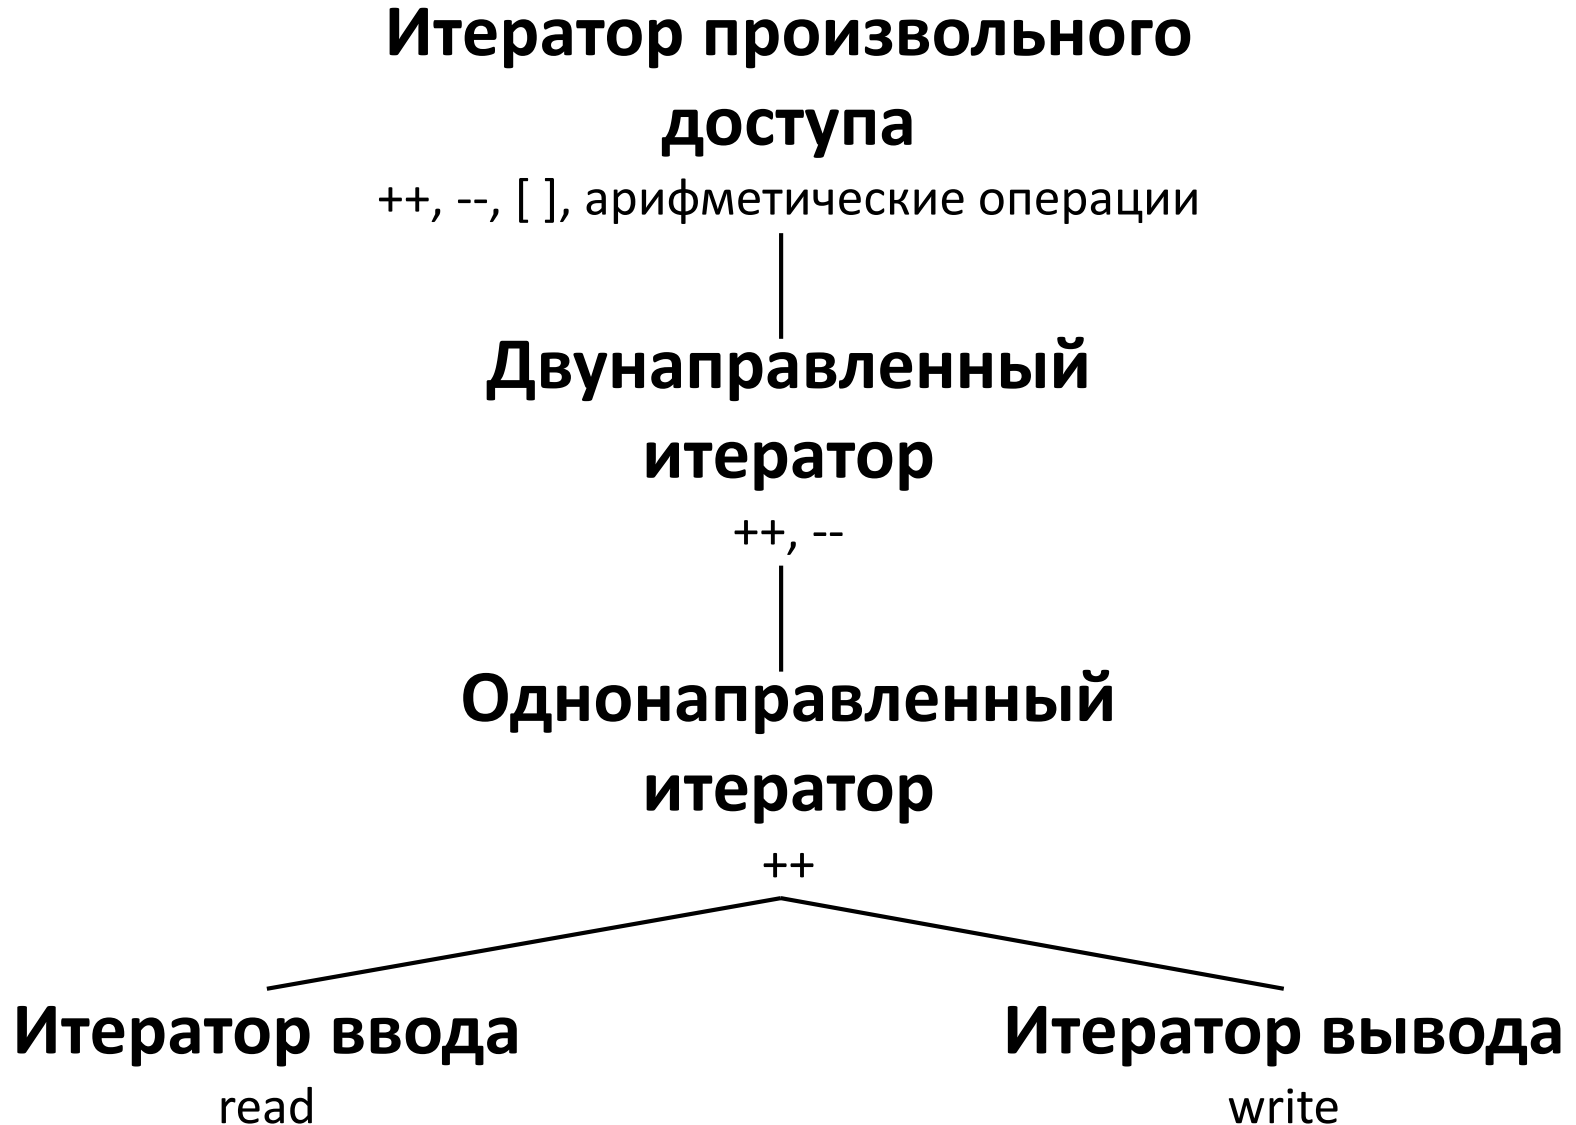 Итератор произвольного
доступа
++, --, [ ], арифметические операции
Двунаправленный
итератор
++, --
Однонаправленный
итератор
++
Итератор ввода
read
Итератор вывода
write